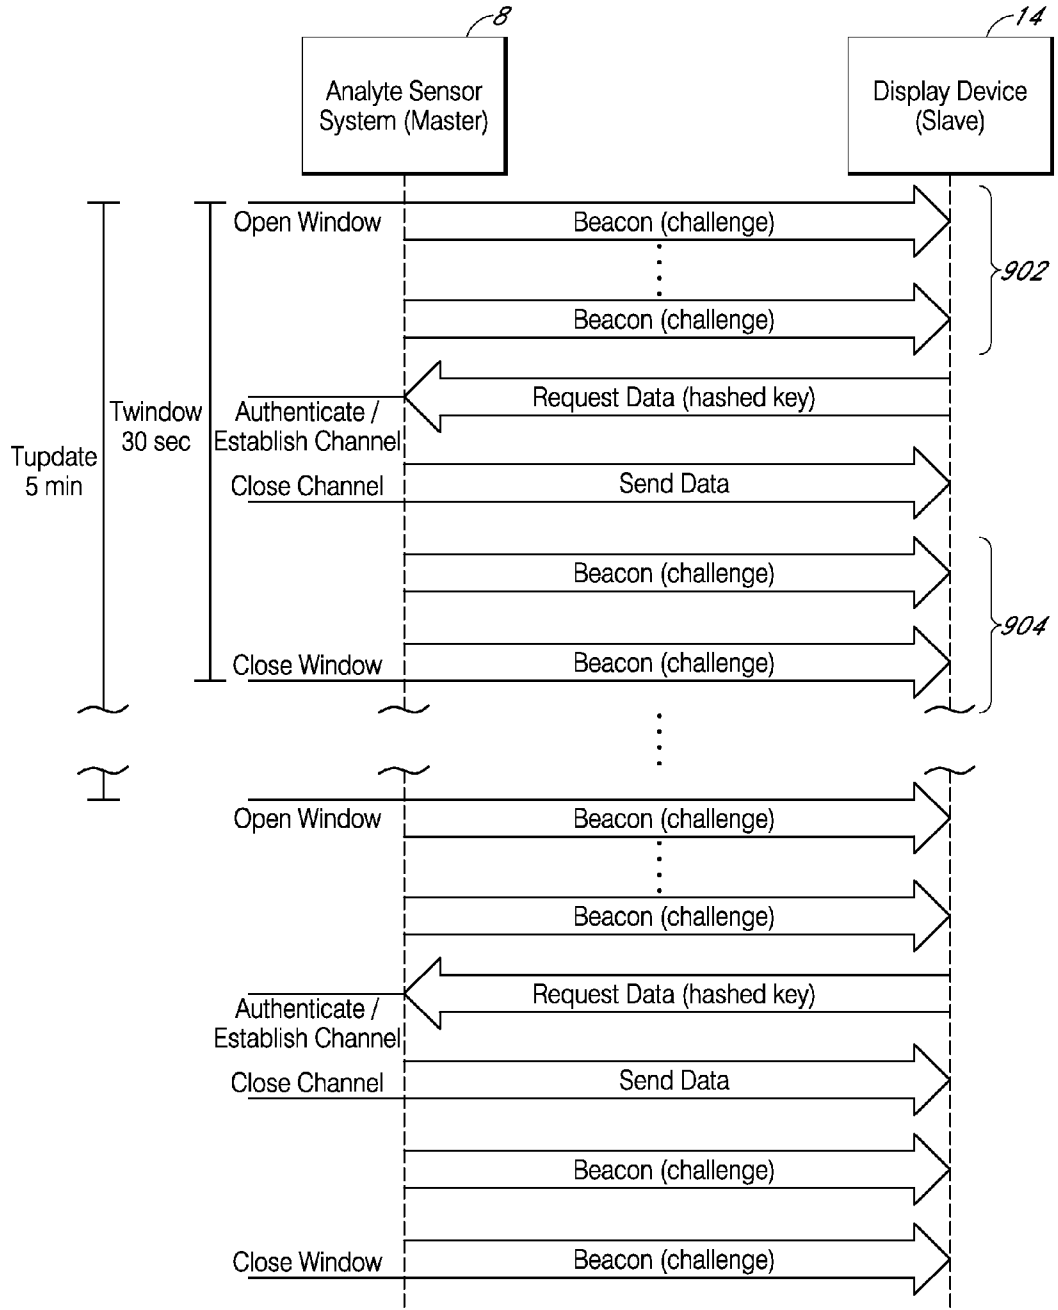 8
14
Analyte Sensor
System (Master)
Display Device
(Slave)
Open Window
Beacon (challenge)
902
Beacon (challenge)
Request Data (hashed key)
Authenticate /
Establish Channel
Twindow
30 sec
Tupdate
5 min
Close Channel
Send Data
Beacon (challenge)
904
Close Window
Beacon (challenge)
Open Window
Beacon (challenge)
Beacon (challenge)
Request Data (hashed key)
Authenticate /
Establish Channel
Close Channel
Send Data
Beacon (challenge)
Close Window
Beacon (challenge)